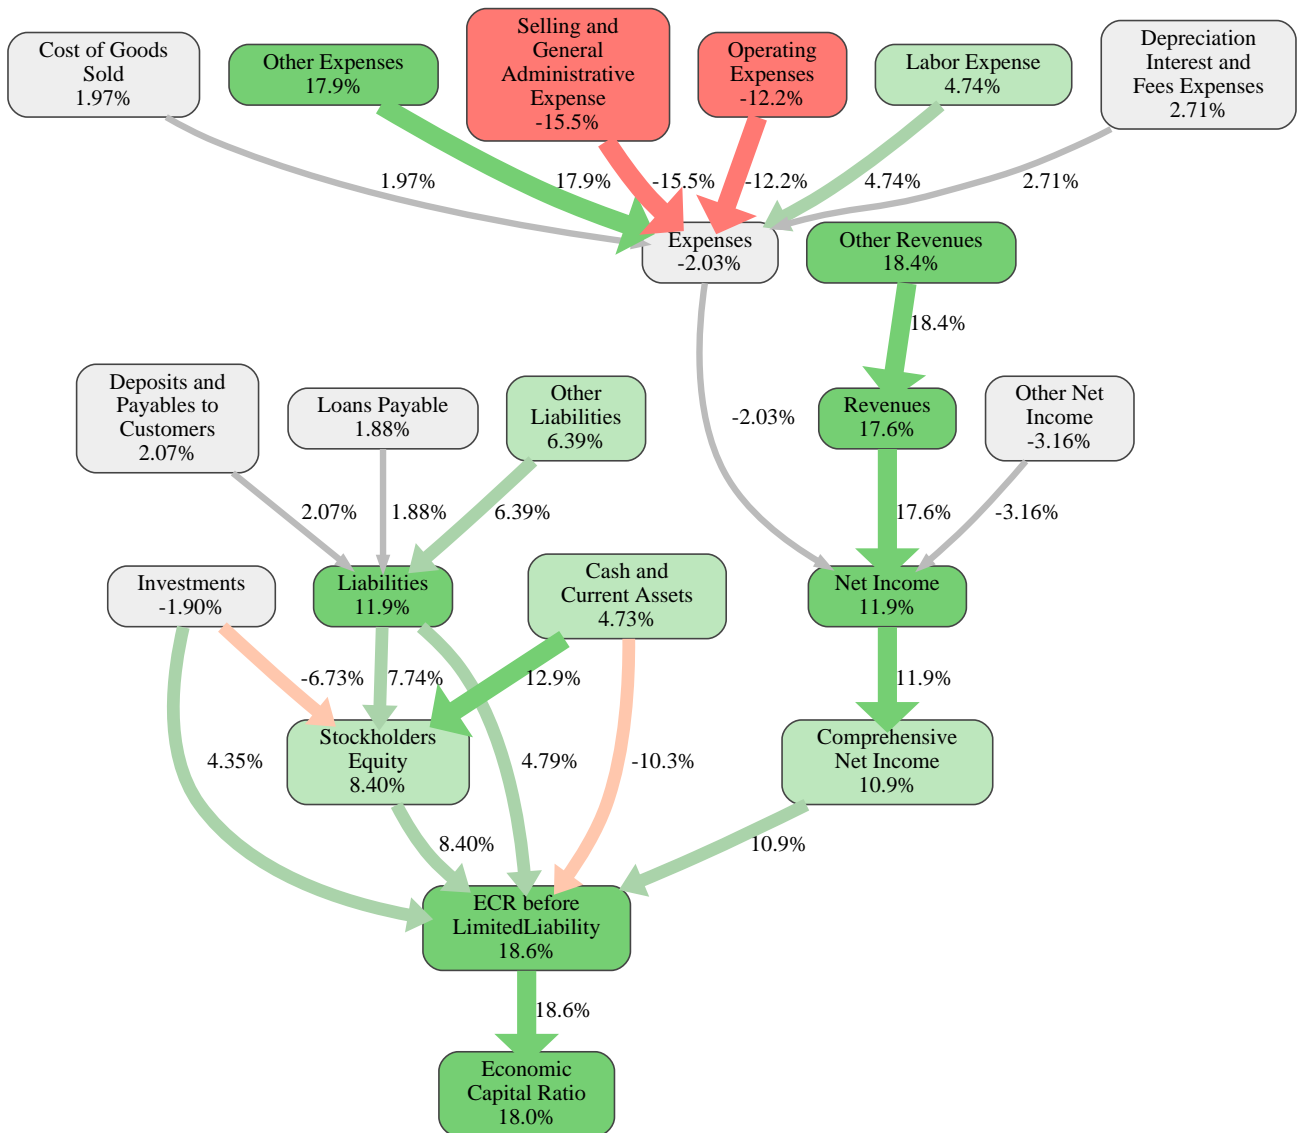 Cost of Goods
Sold
1.97%
Other Expenses
17.9%
Selling and
General
Administrative
Expense
-15.5%
Operating
Expenses
-12.2%
Labor Expense
4.74%
Depreciation
Interest and
Fees Expenses
2.71%
1.97%
17.9%
-15.5%
-12.2%
4.74%
2.71%
Expenses
-2.03%
Other Revenues
18.4%
18.4%
Deposits and
Payables to
Customers
2.07%
Loans Payable
1.88%
Other
Liabilities
6.39%
-2.03%
Revenues
17.6%
Other Net
Income
-3.16%
2.07%
1.88%
6.39%
17.6%
-3.16%
Investments
-1.90%
Liabilities
11.9%
Cash and
Current Assets
4.73%
Net Income
11.9%
-6.73%
7.74%
12.9%
11.9%
4.35%
Stockholders
Equity
8.40%
4.79%
-10.3%
Comprehensive
Net Income
10.9%
8.40%
10.9%
ECR before
LimitedLiability
18.6%
18.6%
Economic
Capital Ratio
18.0%